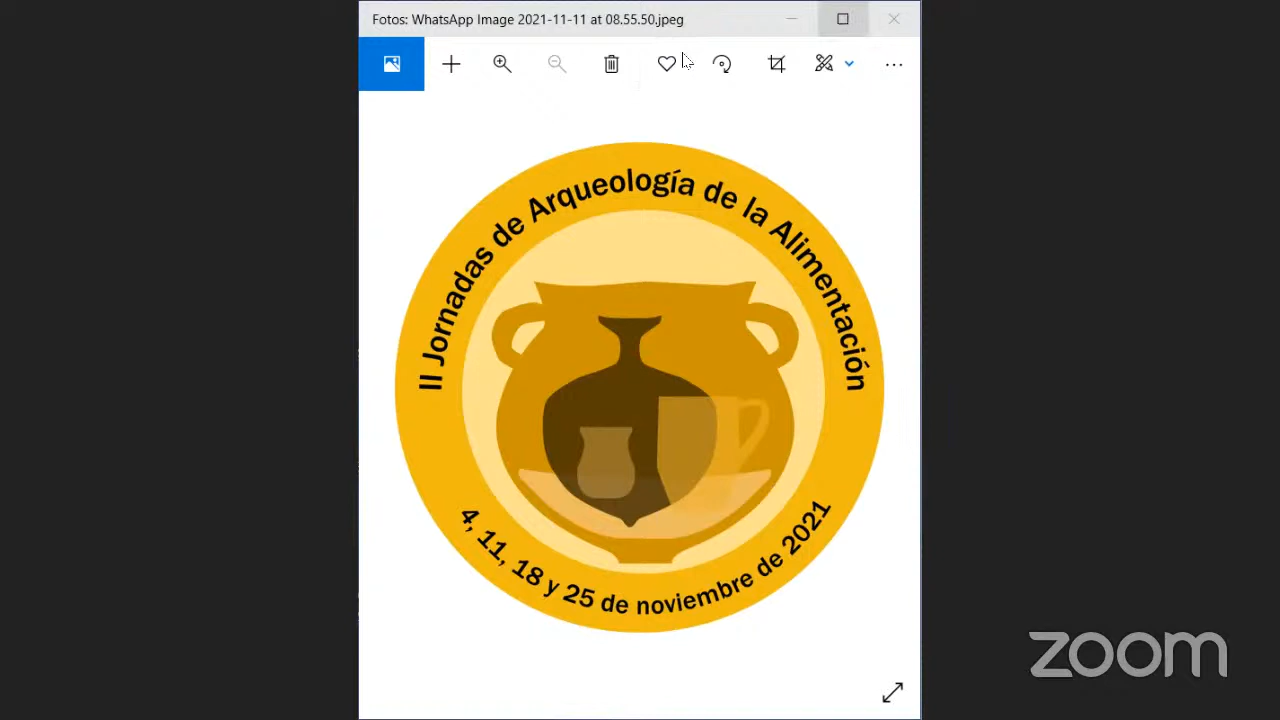 Fotos: WhatsApp Image 2021-11-11 at 08.55.50.jpeg
II Jornadas de Arqueología de la Alimentación
4, 11, 18 y 25 de noviembre de 2021
zoom